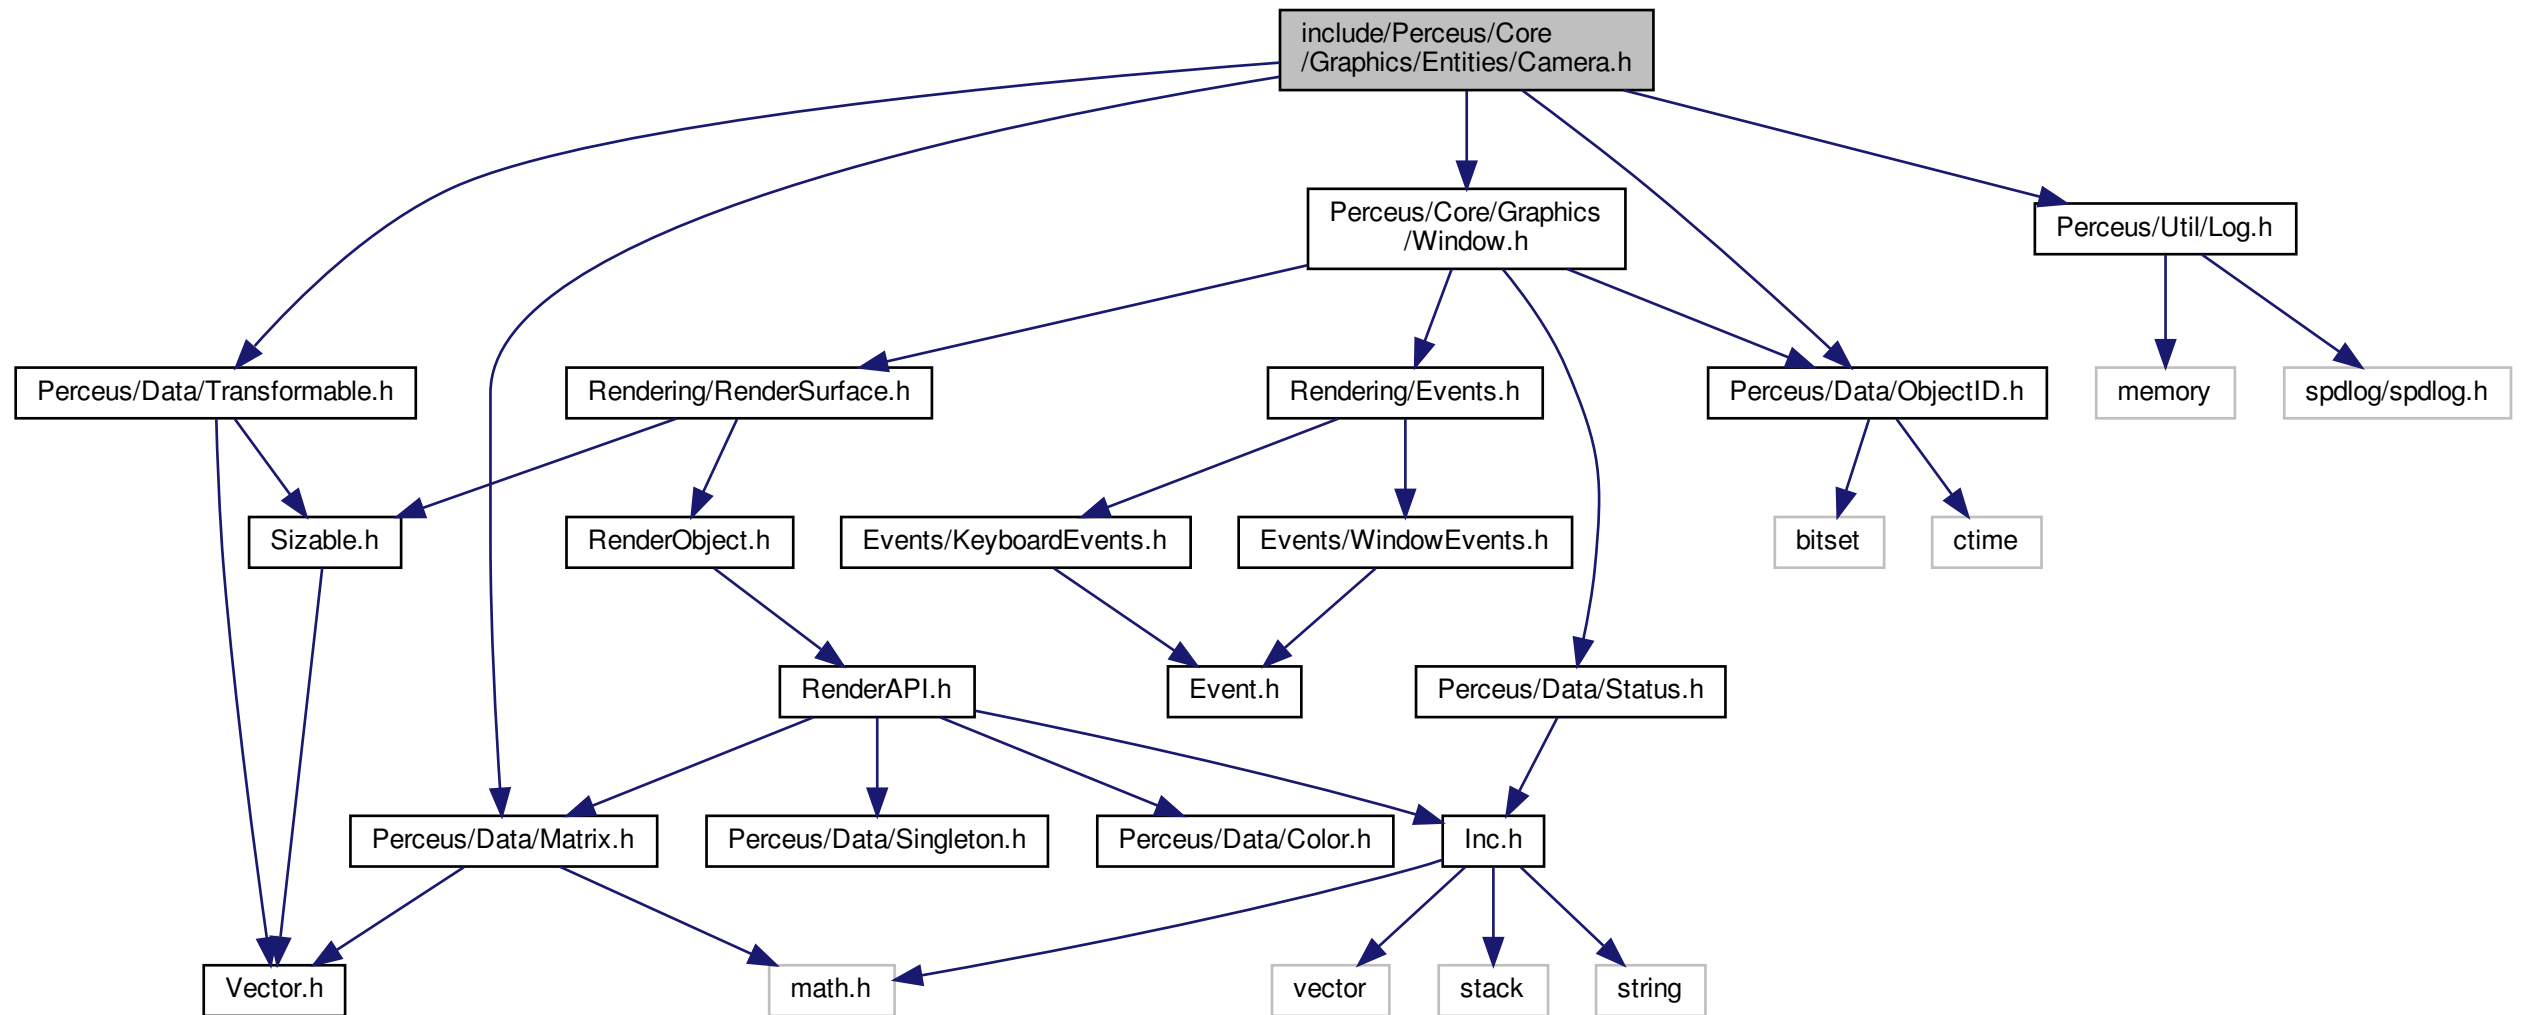 include/Perceus/Core
/Graphics/Entities/Camera.h
Perceus/Core/Graphics
/Window.h
Perceus/Util/Log.h
Perceus/Data/Transformable.h
Rendering/RenderSurface.h
Rendering/Events.h
Perceus/Data/ObjectID.h
memory
spdlog/spdlog.h
Sizable.h
RenderObject.h
Events/KeyboardEvents.h
Events/WindowEvents.h
bitset
ctime
RenderAPI.h
Event.h
Perceus/Data/Status.h
Perceus/Data/Matrix.h
Perceus/Data/Singleton.h
Perceus/Data/Color.h
Inc.h
Vector.h
math.h
vector
stack
string